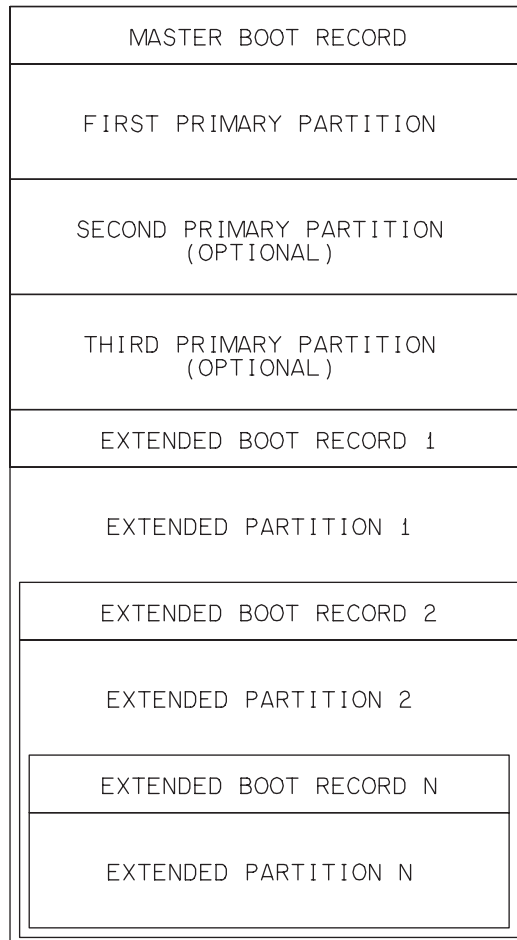 MASTER BOOT RECORD
FIRST PRIMARY PARTITION
SECOND PRIMARY PARTITION
(OPTIONAL)
THIRD PRIMARY PARTITION
(OPTIONAL)
EXTENDED BOOT RECORD 1
EXTENDED PARTITION 1
EXTENDED BOOT RECORD 2
EXTENDED PARTITION 2
EXTENDED BOOT RECORD N
EXTENDED PARTITION N